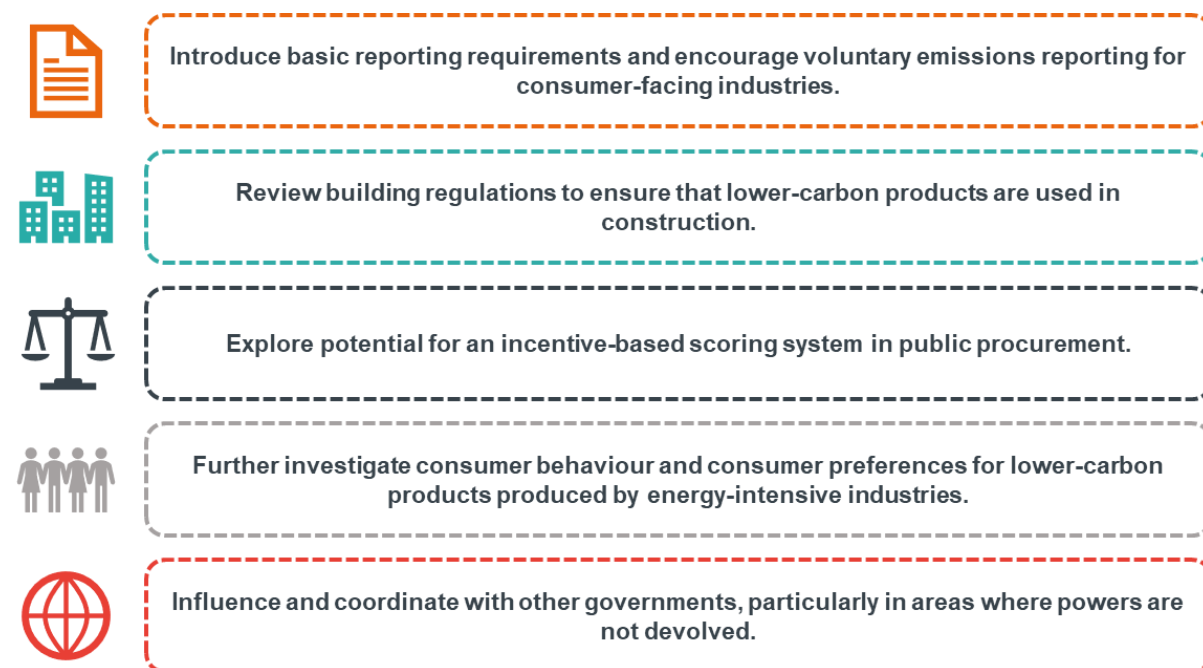 Introduce basic reporting requirements and encourage voluntary emissions reporting for
consumer-facing industries.
Review building regulations to ensure that lower-carbon products are used in
construction.
Explore potential for an incentive-based scoring system in public procurement.
Further investigate consumer behaviour and consumer preferences for lower-carbon
products produced by energy-intensive industries.
Influence and coordinate with other governments, particularly in areas where powers are
not devolved.